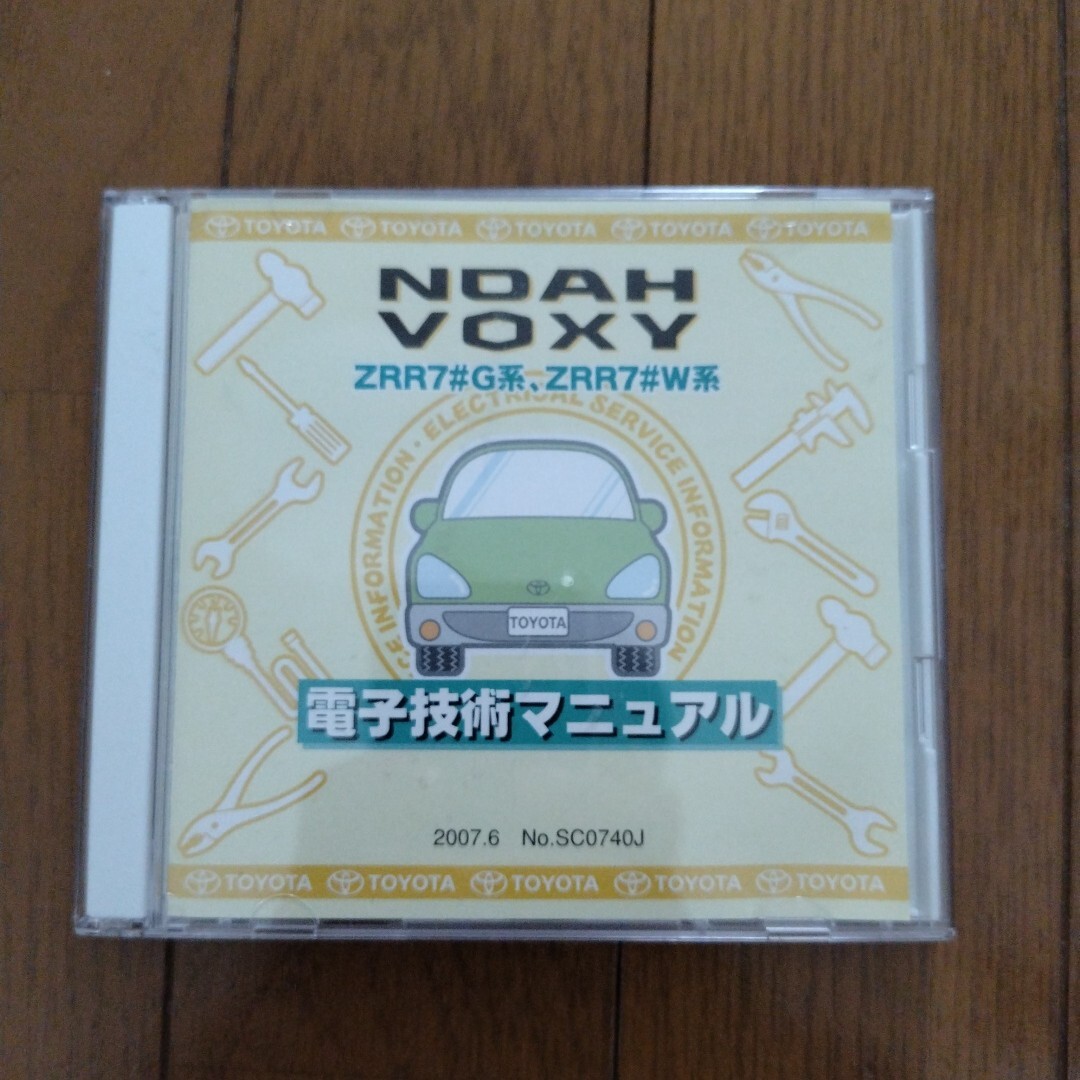 TOYOTA TOYOTA TOYOTA TOYOTA TOYOTA
NOAH
VOXY
ZRR7#G系、ZRR7#W系
INFORMATION・ELECTRICAL SERVICE INFORMATION
TOYOTA
電子技術マニュアル
2007.6 No.SC0740J
TOYOTA TOYOTA TOYOTA TOYOTA TOYOTA